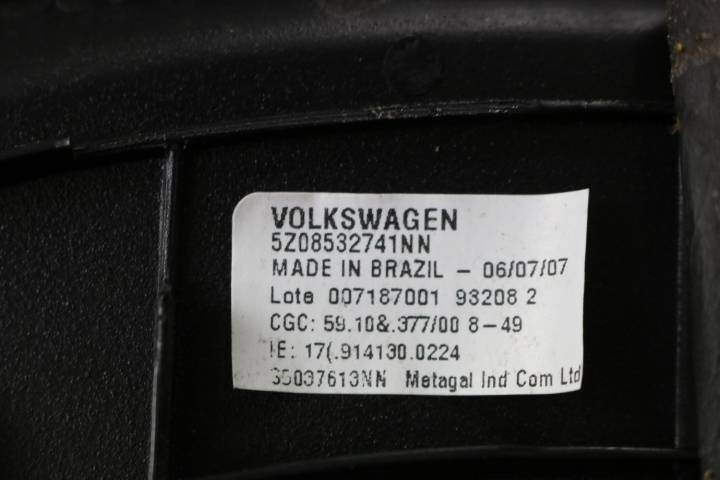 VOLKSWAGEN
5Z08532741NN
MADE IN BRAZIL - 06/07/07
Lote 007187001 93208 2
CGC: 59.10&.377/00 8-49
IE: 17(.914130.0224
35037613NN Metagal Ind Com Ltd